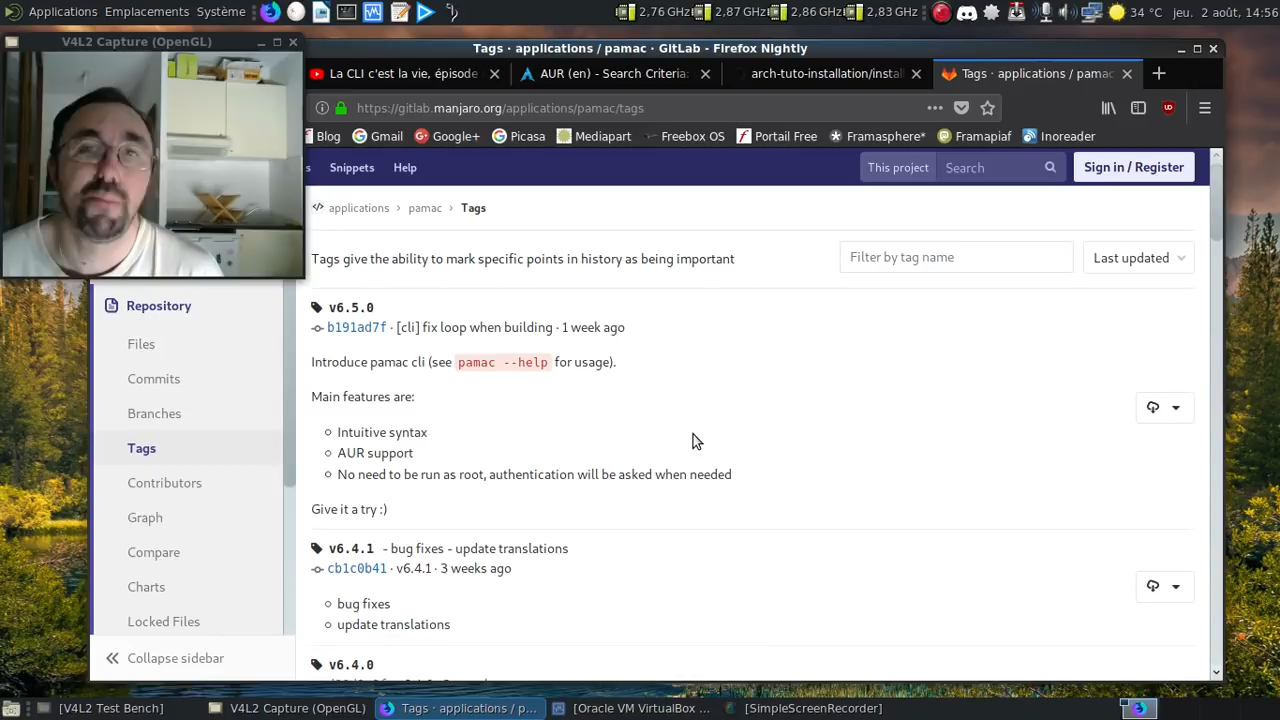 Applications Emplacements Système 2,76 GHz 2,97 GHz 2,88 GHz 2,83 GHz 34 °C jeu. 2 août, 14:56
V4L2 Capture (OpenGL)
Tags · applications / pamac · GitLab - Firefox Nightly
La CLI c'est la vie, épisode
AUR (en) - Search Criteria:
arch-tuto-installation/install
Tags · applications / pamac
https://gitlab.manjaro.org/applications/pamac/tags
Blog Gmail Google+ Picasa Mediapart Freebox OS Portail Free Framasphere* Framapiaf Inoreader
s Snippets Help This project Search Sign in / Register
applications › pamac › Tags
Tags give the ability to mark specific points in history as being important
Filter by tag name
Last updated
Repository
Files
Commits
Branches
Tags
Contributors
Graph
Compare
Charts
Locked Files
Collapse sidebar
v6.5.0
b191ad7f · [cli] fix loop when building · 1 week ago
Introduce pamac cli (see pamac --help for usage).
Main features are:
Intuitive syntax
AUR support
No need to be run as root, authentication will be asked when needed
Give it a try :)
v6.4.1 - bug fixes - update translations
cb1c0b41 · v6.4.1 · 3 weeks ago
bug fixes
update translations
v6.4.0
[V4L2 Test Bench] V4L2 Capture (OpenGL) Tags · applications / p... [Oracle VM VirtualBox ... [SimpleScreenRecorder]